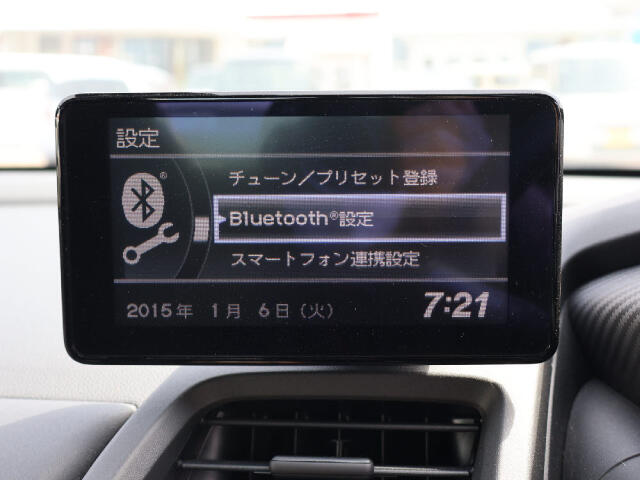 設定
チューン／プリセット登録
Bluetooth®設定
スマートフォン連携設定
®
2015年 1月 6日（火） 7:21